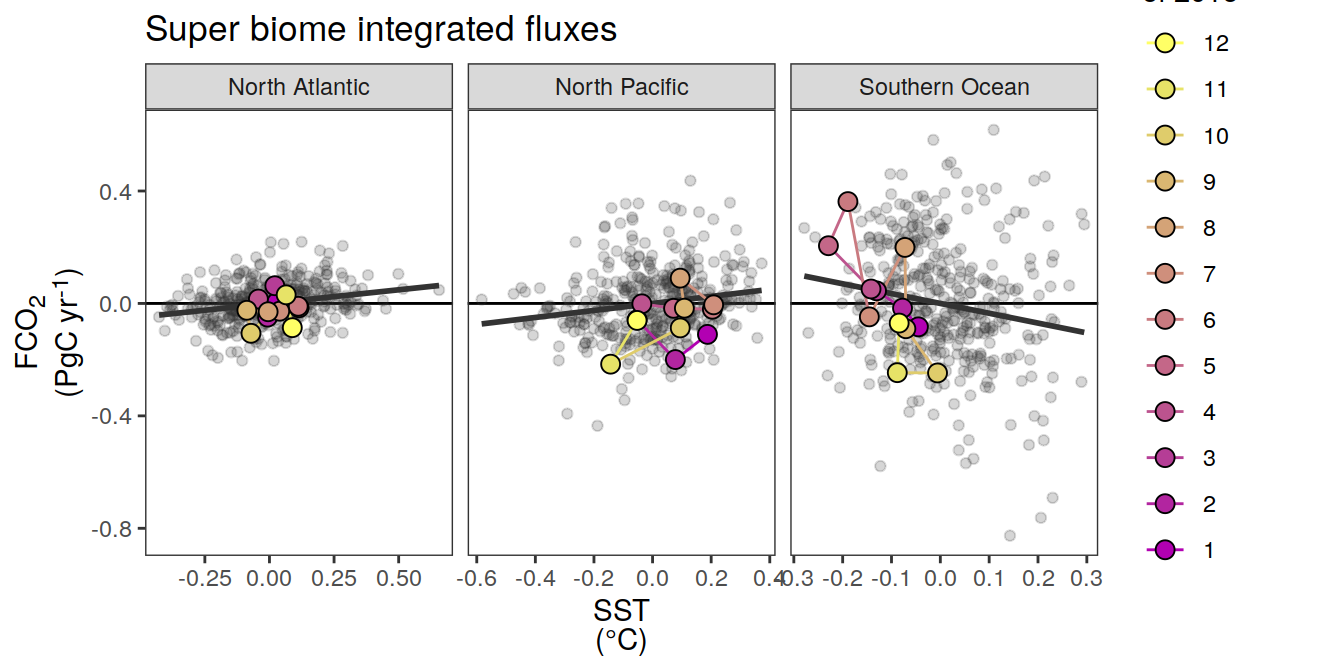 Super biome integrated fluxes
North Atlantic
North Pacific
Southern Ocean
FCO₂
(PgC yr⁻¹)
0.4
0.0
-0.4
-0.8
-0.25 0.00 0.25 0.50
-0.6 -0.4 -0.2 0.0 0.2 0.4
-0.3 -0.2 -0.1 0.0 0.1 0.2 0.3
SST
(°C)
12
11
10
9
8
7
6
5
4
3
2
1